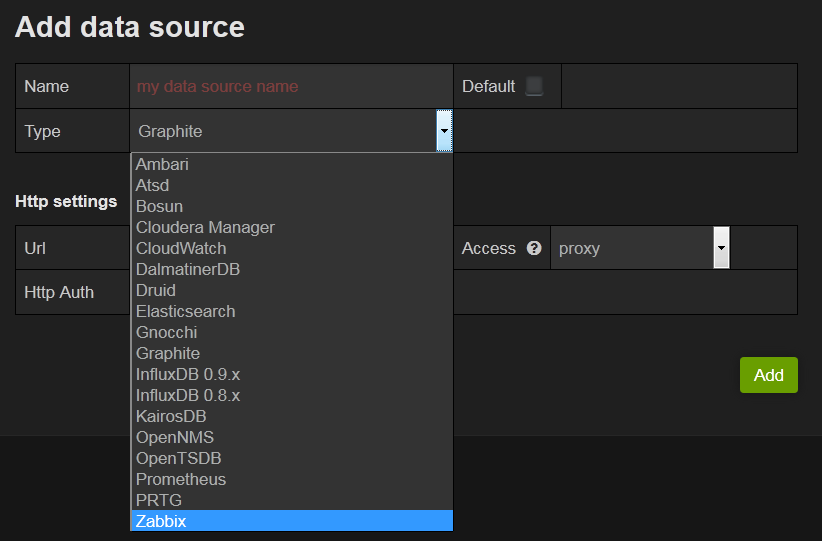 Add data source
Name my data source name Default
Type Graphite
Ambari
Atsd
Bosun
Cloudera Manager
CloudWatch
DalmatinerDB
Druid
Elasticsearch
Gnocchi
Graphite
InfluxDB 0.9.x
InfluxDB 0.8.x
KairosDB
OpenNMS
OpenTSDB
Prometheus
PRTG
Zabbix
Http settings
Url Access ? proxy
Http Auth
Add